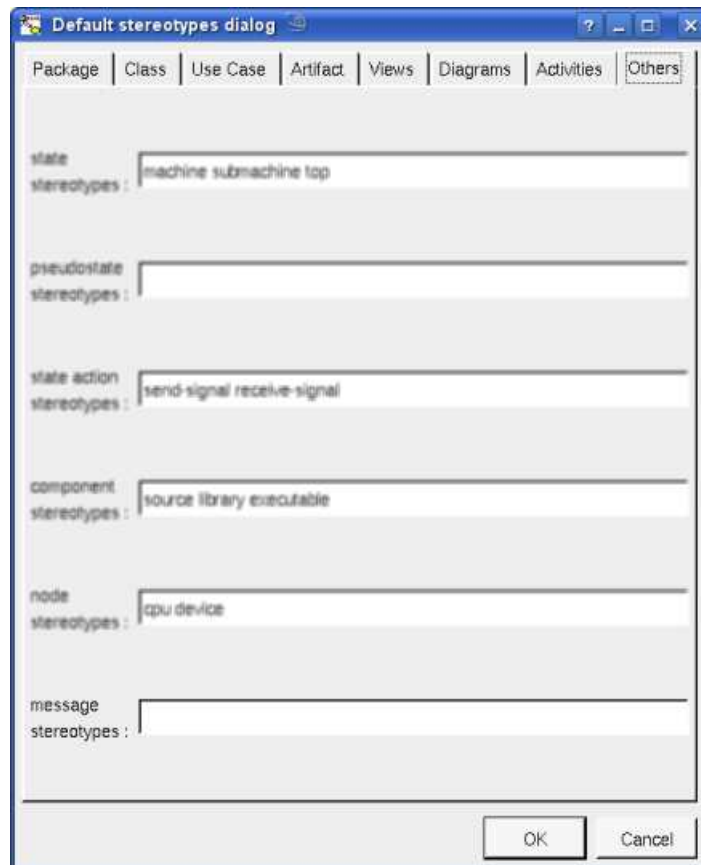 Default stereotypes dialog
Package Class Use Case Artifact Views Diagrams Activities Others
state
stereotypes :
machine submachine top
pseudostate
stereotypes :
state action
stereotypes :
send-signal receive-signal
component
stereotypes :
source library executable
node
stereotypes :
cpu device
message
stereotypes :
OK Cancel